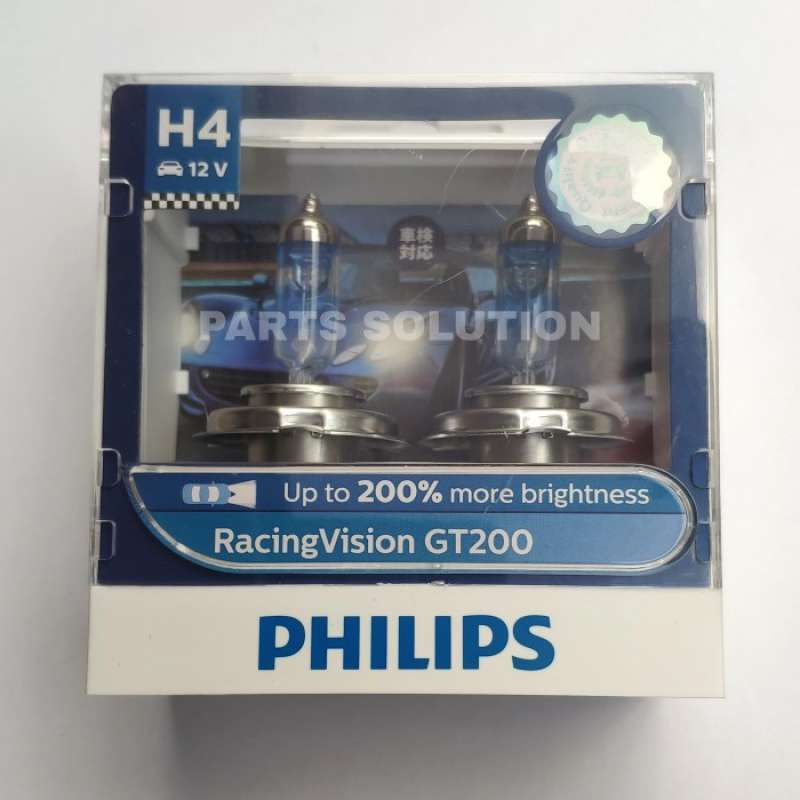 H4
12 V
車検
対応
PARTS SOLUTION
Up to 200% more brightness
RacingVision GT200
PHILIPS